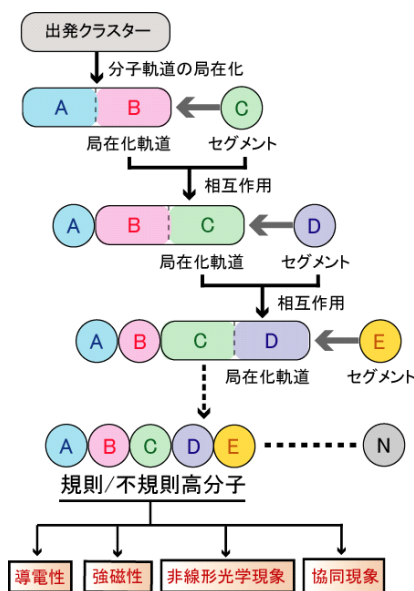 出発クラスター
分子軌道の局在化
A B C
局在化軌道 セグメント
相互作用
A B C D
局在化軌道 セグメント
相互作用
A B C D E
局在化軌道 セグメント
A B C D E N
規則/不規則高分子
導電性 強磁性 非線形光学現象 協同現象